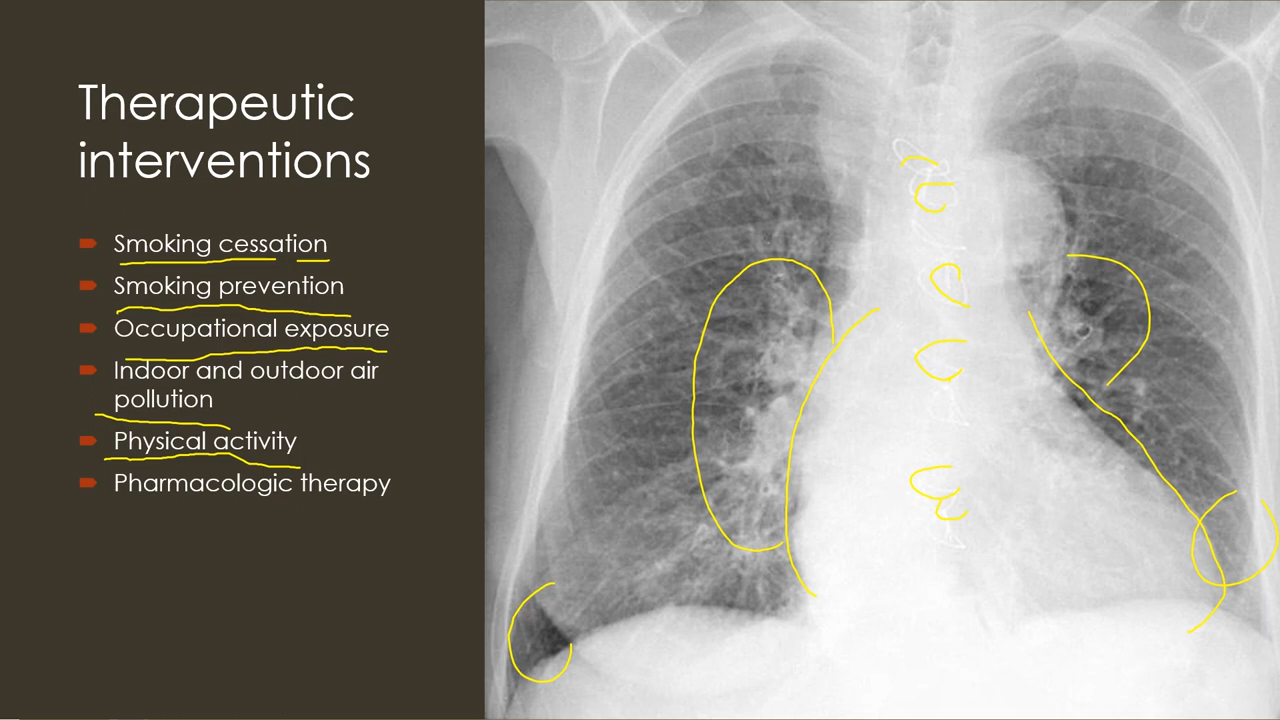 Therapeutic
interventions
Smoking cessation
Smoking prevention
Occupational exposure
Indoor and outdoor air
pollution
Physical activity
Pharmacologic therapy